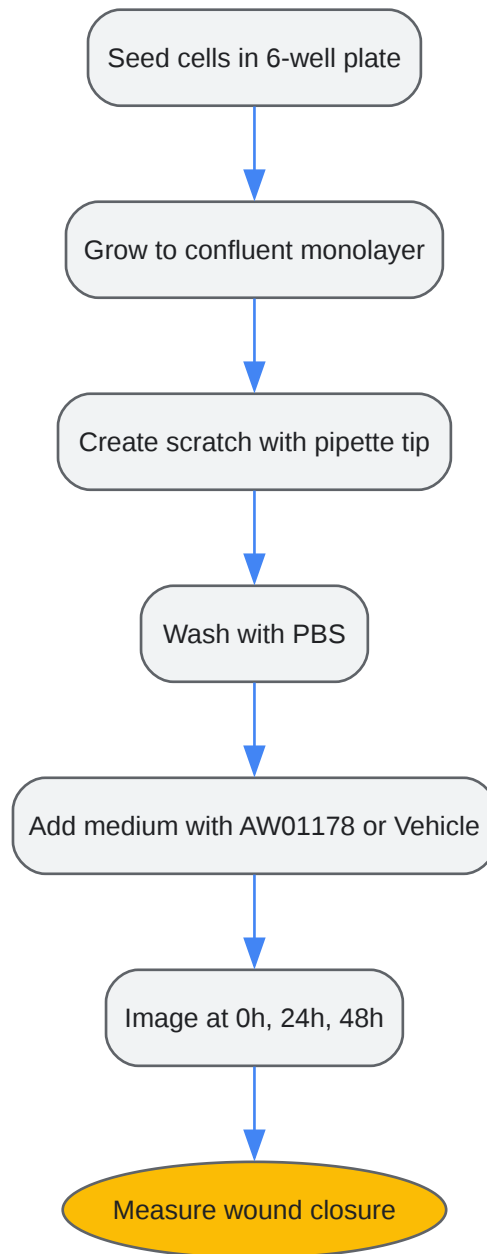 Seed cells in 6-well plate
Grow to confluent monolayer
Create scratch with pipette tip
Wash with PBS
Add medium with AW01178 or Vehicle
Image at 0h, 24h, 48h
Measure wound closure